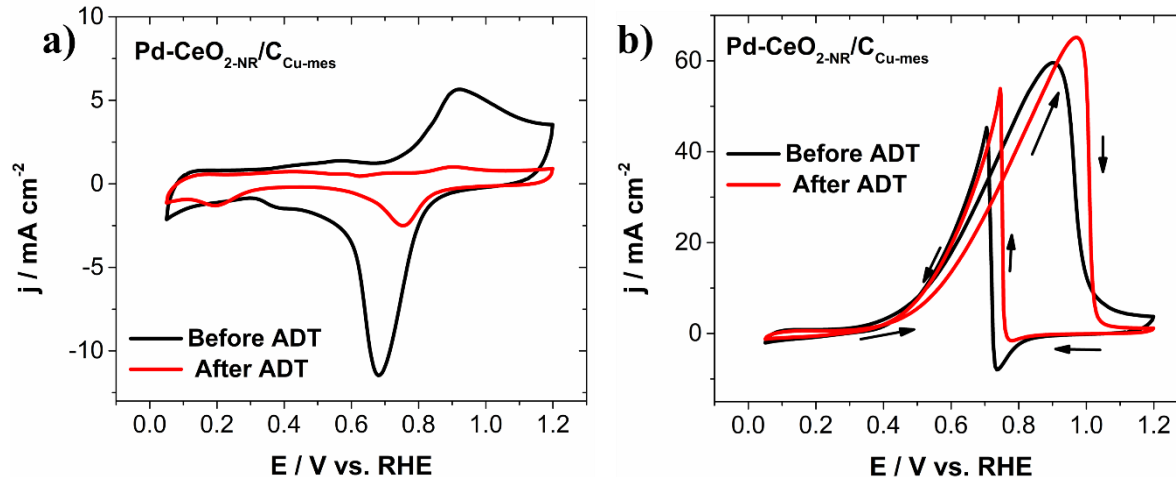 a)
Pd-CeO2-NR/CCu-mes
j / mA cm-2
10
5
0
-5
-10
Before ADT
After ADT
0.0 0.2 0.4 0.6 0.8 1.0 1.2
E / V vs. RHE
b)
Pd-CeO2-NR/CCu-mes
j / mA cm-2
60
40
20
0
Before ADT
After ADT
0.0 0.2 0.4 0.6 0.8 1.0 1.2
E / V vs. RHE